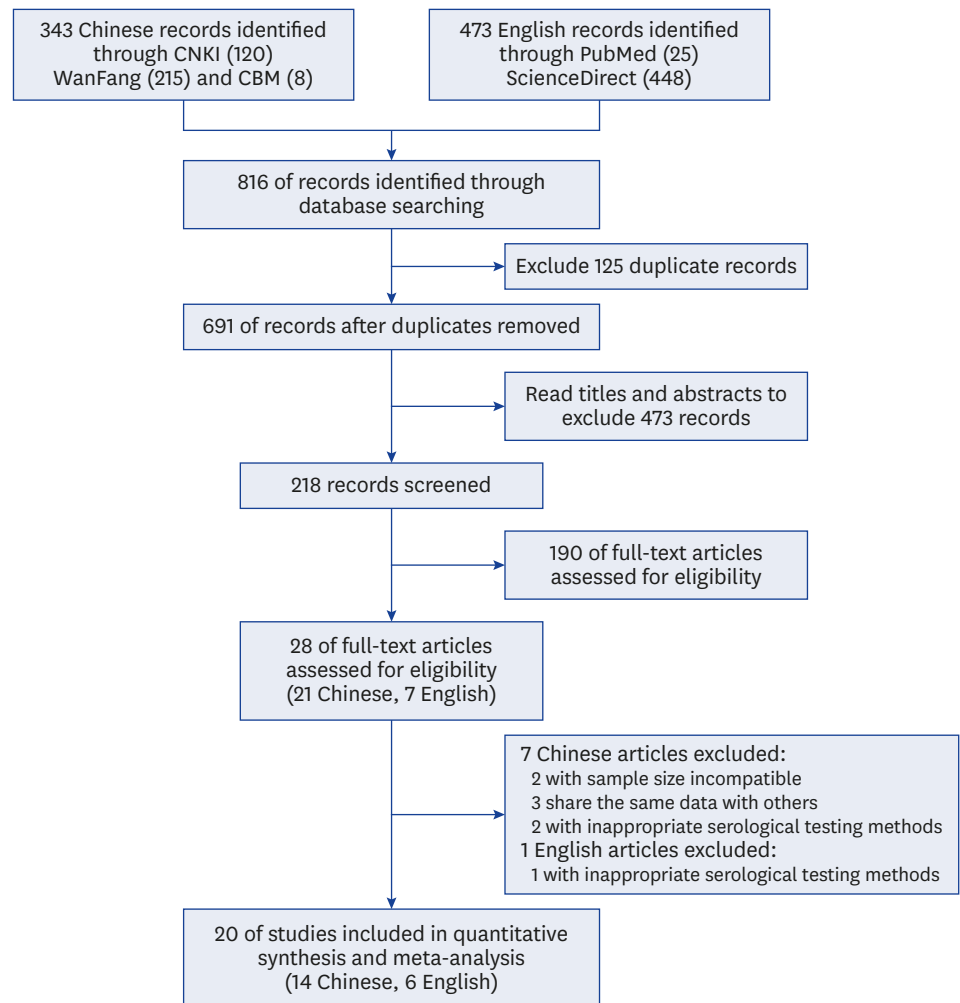 343 Chinese records identified
through CNKI (120)
WanFang (215) and CBM (8)
473 English records identified
through PubMed (25)
ScienceDirect (448)
816 of records identified through
database searching
Exclude 125 duplicate records
691 of records after duplicates removed
Read titles and abstracts to
exclude 473 records
218 records screened
190 of full-text articles
assessed for eligibility
28 of full-text articles
assessed for eligibility
(21 Chinese, 7 English)
7 Chinese articles excluded:
2 with sample size incompatible
3 share the same data with others
2 with inappropriate serological testing methods
1 English articles excluded:
1 with inappropriate serological testing methods
20 of studies included in quantitative
synthesis and meta-analysis
(14 Chinese, 6 English)